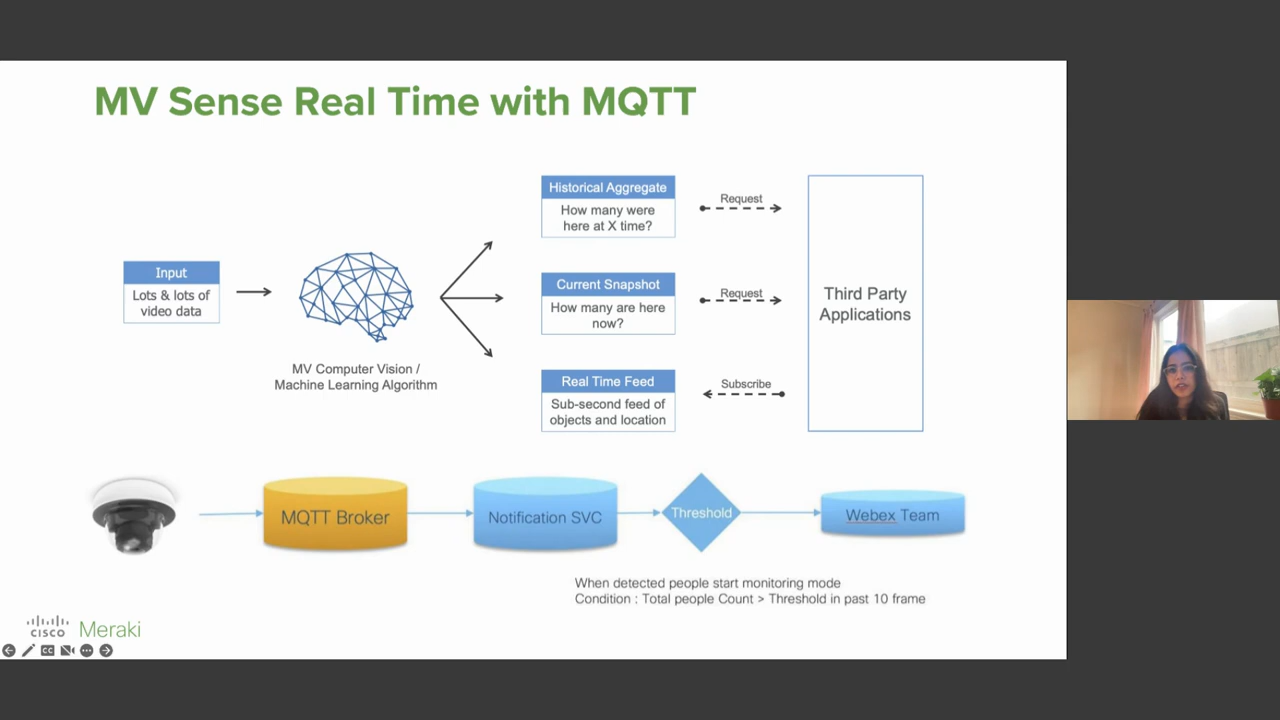 MV Sense Real Time with MQTT
Input
Lots & lots of
video data
MV Computer Vision /
Machine Learning Algorithm
Historical Aggregate
How many were
here at X time?
Request
Current Snapshot
How many are here
now?
Request
Real Time Feed
Sub-second feed of
objects and location
Subscribe
Third Party
Applications
MQTT Broker
Notification SVC
Threshold
Webex Team
When detected people start monitoring mode
Condition : Total people Count > Threshold in past 10 frame
CISCO Meraki
CC